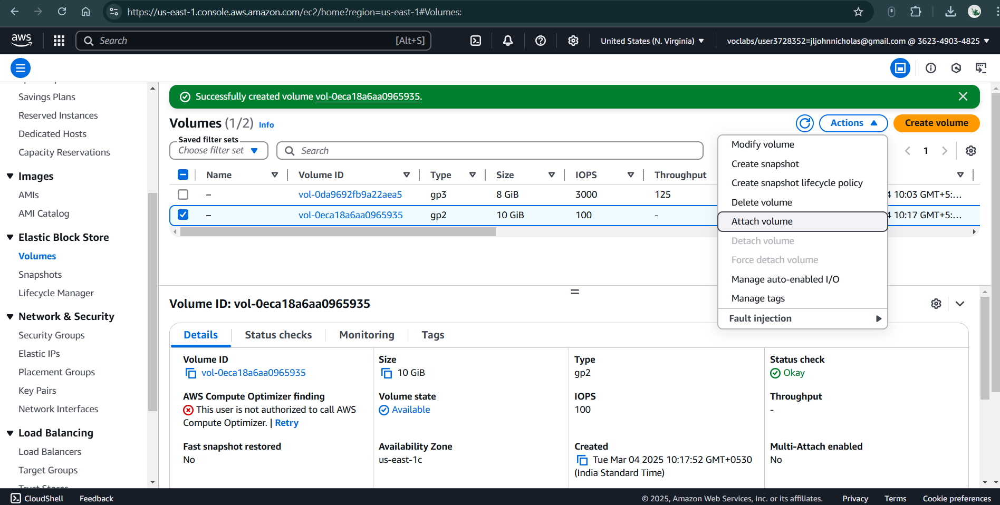 https://us-east-1.console.aws.amazon.com/ec2/home?region=us-east-1#Volumes:
aws
Search
[Alt+S]
United States (N. Virginia)
voclabs/user3728352=jljohnnicholas@gmail.com @ 3623-4903-4825
Savings Plans
Reserved Instances
Dedicated Hosts
Capacity Reservations
Images
AMIs
AMI Catalog
Elastic Block Store
Volumes
Snapshots
Lifecycle Manager
Network & Security
Security Groups
Elastic IPs
Placement Groups
Key Pairs
Network Interfaces
Load Balancing
Load Balancers
Target Groups
Trust Stores
Successfully created volume vol-0eca18a6aa0965935.
Volumes (1/2) Info
Actions
Create volume
Saved filter sets
Choose filter set
Search
1
Name Volume ID Type Size IOPS Throughput
– vol-0da9692fb9a22aea5 gp3 8 GiB 3000 125 4 10:03 GMT+5:...
– vol-0eca18a6aa0965935 gp2 10 GiB 100 - 4 10:17 GMT+5:...
Modify volume
Create snapshot
Create snapshot lifecycle policy
Delete volume
Attach volume
Detach volume
Force detach volume
Manage auto-enabled I/O
Manage tags
Fault injection
Volume ID: vol-0eca18a6aa0965935
Details Status checks Monitoring Tags
Volume ID
vol-0eca18a6aa0965935
Size
10 GiB
Type
gp2
Status check
Okay
AWS Compute Optimizer finding
This user is not authorized to call AWS
Compute Optimizer. | Retry
Volume state
Available
IOPS
100
Throughput
-
Fast snapshot restored
No
Availability Zone
us-east-1c
Created
Tue Mar 04 2025 10:17:52 GMT+0530
(India Standard Time)
Multi-Attach enabled
No
CloudShell
Feedback
© 2025, Amazon Web Services, Inc. or its affiliates.
Privacy
Terms
Cookie preferences